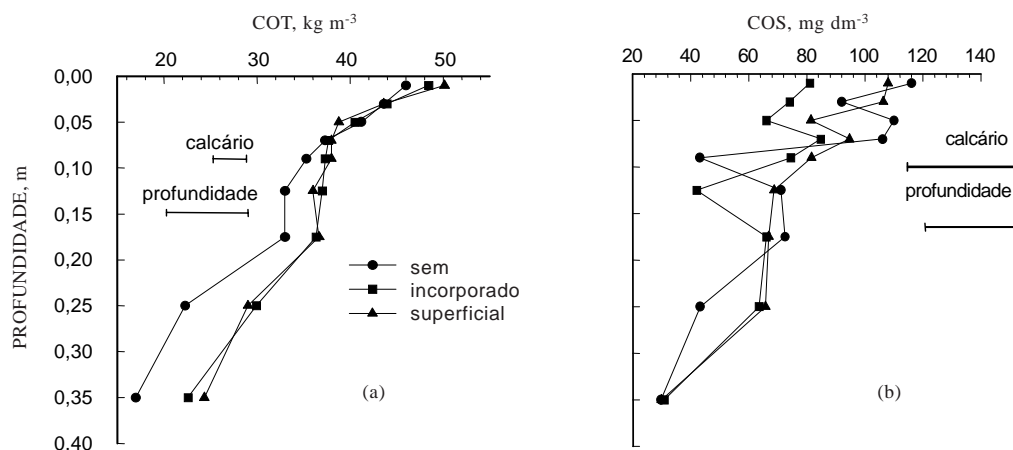 COT, kg m⁻³
20 30 40 50
0,00
0,05
0,10
0,15
0,20
0,25
0,30
0,35
0,40
PROFUNDIDADE, m
calcário
profundidade
sem
incorporado
superficial
(a)
COS, mg dm⁻³
20 40 60 80 100 120 140
calcário
profundidade
(b)